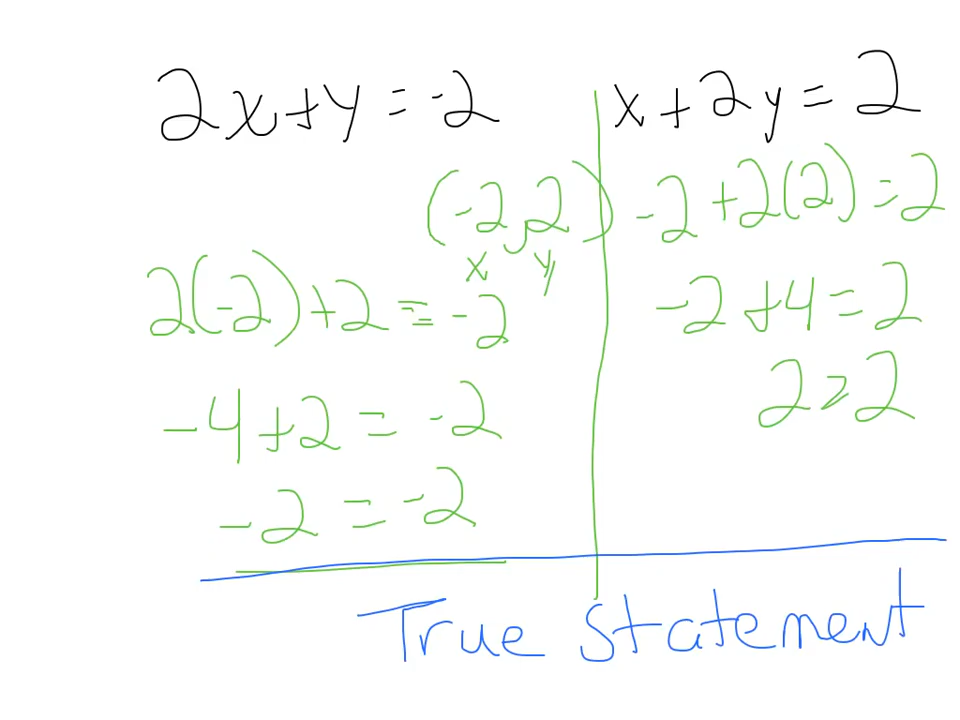 2x+y=-2
(-2,2)
x y
2(-2)+2=-2
-4+2=-2
-2=-2
x+2y=2
-2+2(2)=2
-2+4=2
2=2
True statement